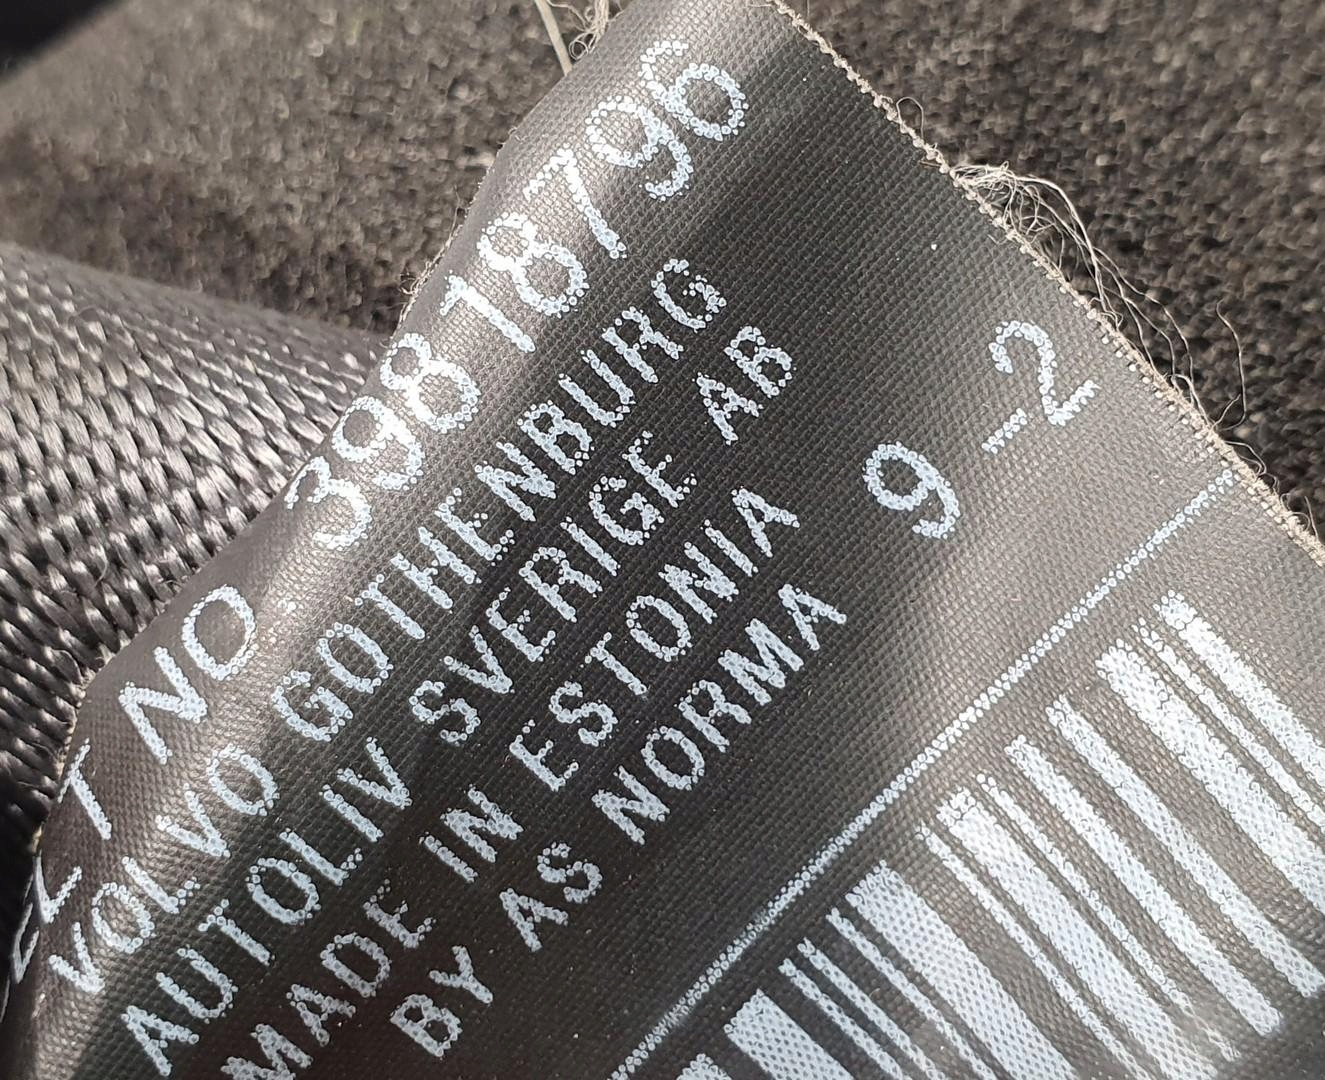 NO 39818796
VOLVO GOTHENBURG
AUTOLIV SVERIGE AB
MADE IN ESTONIA
BY AS NORMA
9 -2